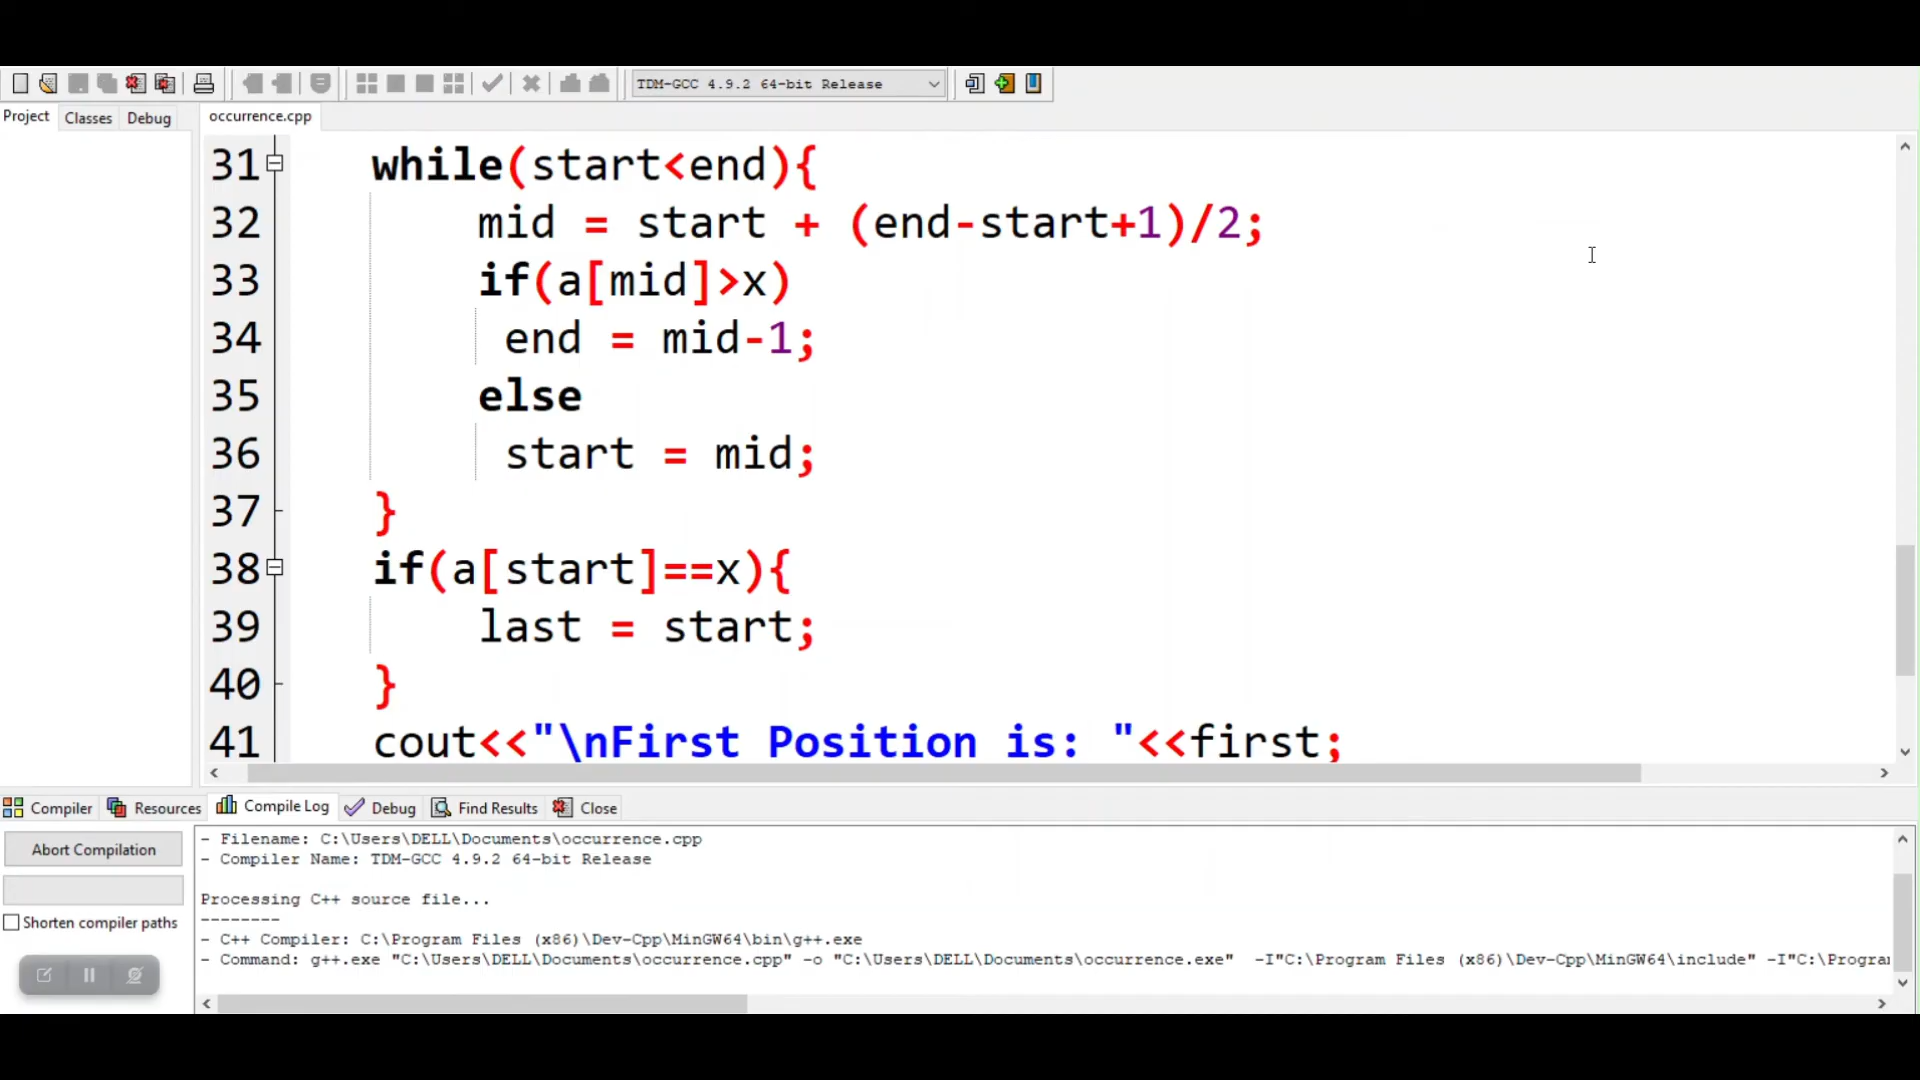 TDM-GCC 4.9.2 64-bit Release
Project Classes Debug occurrence.cpp
31 while(start<end){
32 mid = start + (end-start+1)/2;
33 if(a[mid]>x)
34 end = mid-1;
35 else
36 start = mid;
37 }
38 if(a[start]==x){
39 last = start;
40 }
41 cout<<"\nFirst Position is: "<<first;
Compiler Resources Compile Log Debug Find Results Close
Abort Compilation
Shorten compiler paths
- Filename: C:\Users\DELL\Documents\occurrence.cpp
- Compiler Name: TDM-GCC 4.9.2 64-bit Release
Processing C++ source file...
--------
- C++ Compiler: C:\Program Files (x86)\Dev-Cpp\MinGW64\bin\g++.exe
- Command: g++.exe "C:\Users\DELL\Documents\occurrence.cpp" -o "C:\Users\DELL\Documents\occurrence.exe" -I"C:\Program Files (x86)\Dev-Cpp\MinGW64\include" -I"C:\Progra